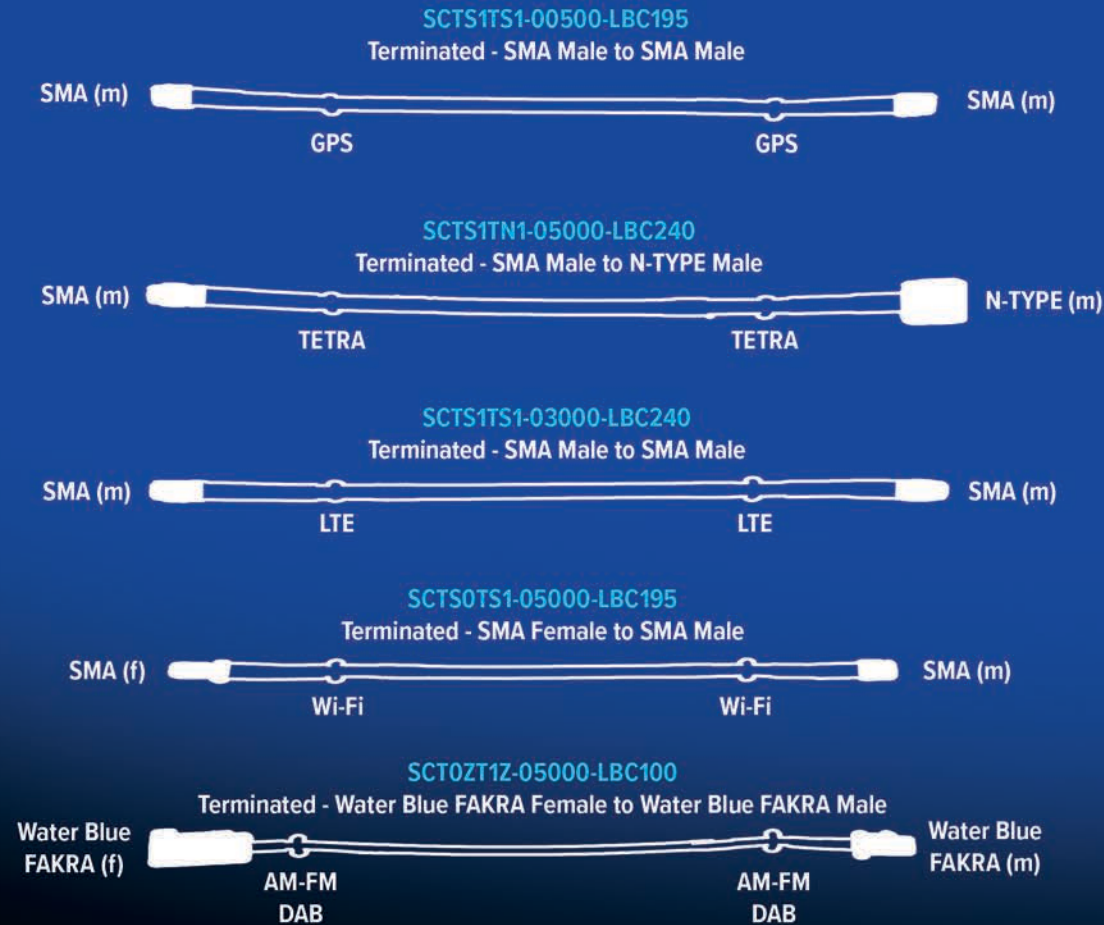 SCTS1TS1-00500-LBC195
Terminated - SMA Male to SMA Male
SMA (m)
SMA (m)
GPS
GPS
SCTS1TN1-05000-LBC240
Terminated - SMA Male to N-TYPE Male
SMA (m)
N-TYPE (m)
TETRA
TETRA
SCTS1TS1-03000-LBC240
Terminated - SMA Male to SMA Male
SMA (m)
SMA (m)
LTE
LTE
SCTS0TS1-05000-LBC195
Terminated - SMA Female to SMA Male
SMA (f)
SMA (m)
Wi-Fi
Wi-Fi
SCT0ZT1Z-05000-LBC100
Terminated - Water Blue FAKRA Female to Water Blue FAKRA Male
Water Blue
FAKRA (f)
Water Blue
FAKRA (m)
AM-FM
DAB
AM-FM
DAB